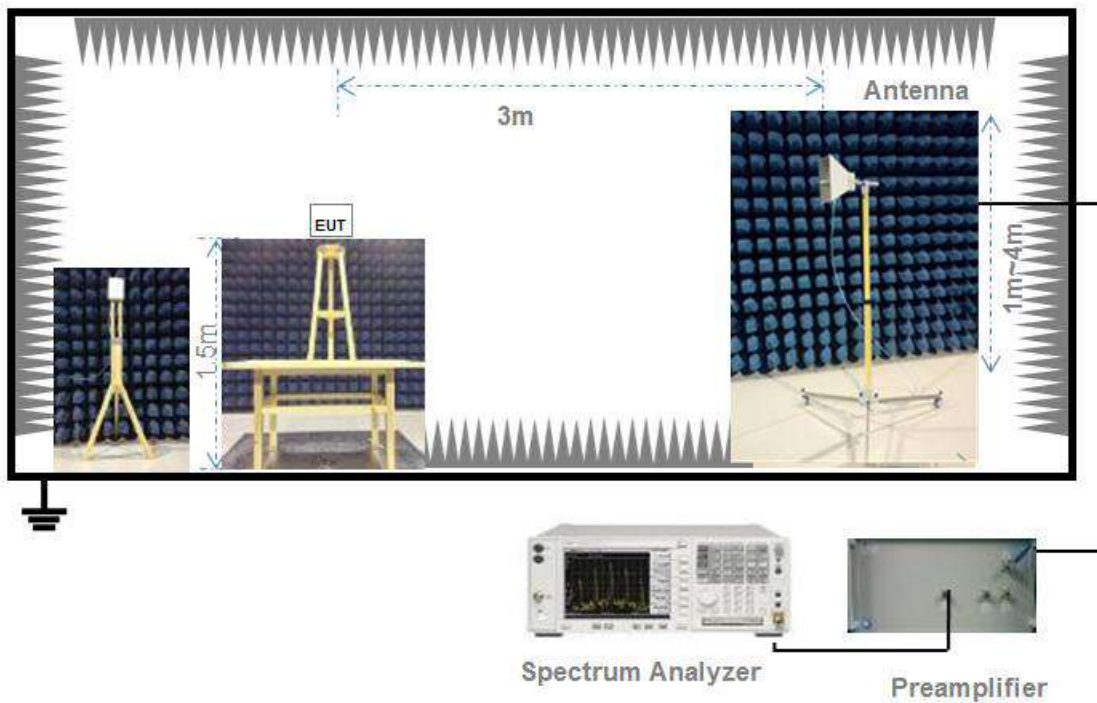 Antenna
3m
EUT
1.5m
1m~4m
Spectrum Analyzer
Preamplifier